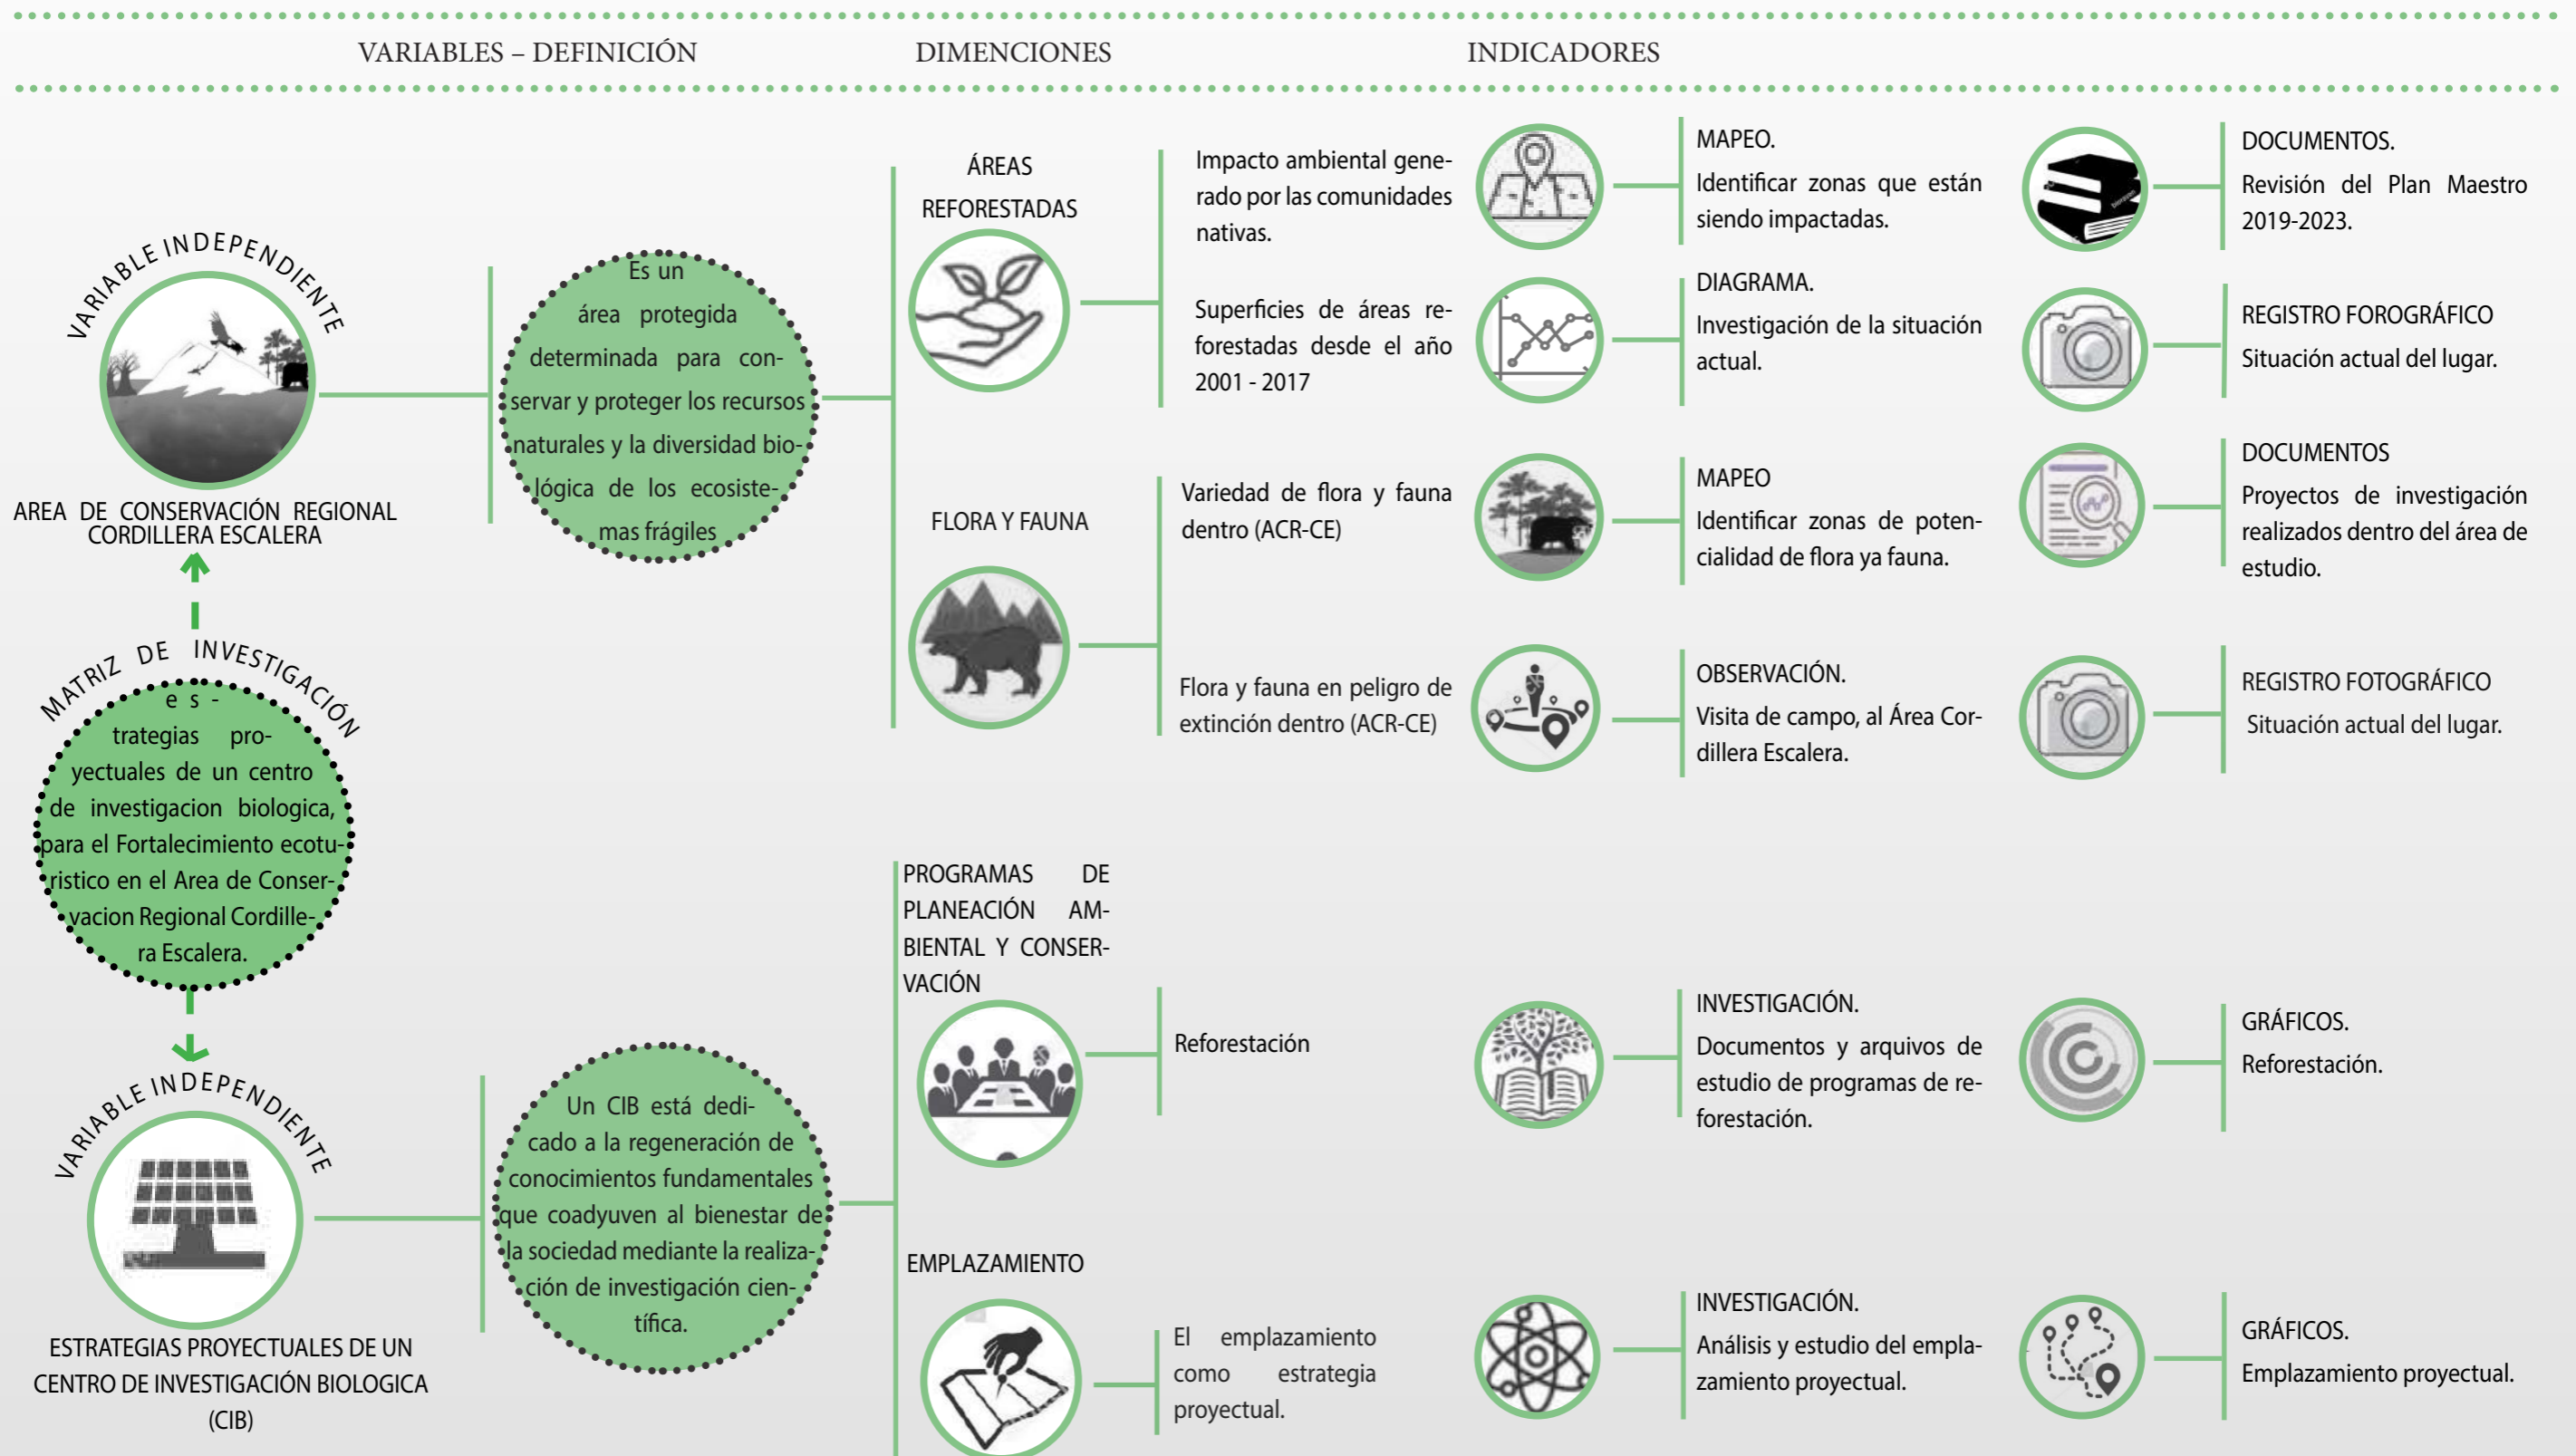 VARIABLES – DEFINICIÓN
DIMENCIONES
INDICADORES
VARIABLE INDEPENDIENTE
AREA DE CONSERVACIÓN REGIONAL
CORDILLERA ESCALERA
Es un
área protegida
determinada para con-
servar y proteger los recursos
naturales y la diversidad bio-
lógica de los ecosiste-
mas frágiles
ÁREAS
REFORESTADAS
Impacto ambiental gene-
rado por las comunidades
nativas.
Superficies de áreas re-
forestadas desde el año
2001 - 2017
MAPEO.
Identificar zonas que están
siendo impactadas.
DOCUMENTOS.
Revisión del Plan Maestro
2019-2023.
DIAGRAMA.
Investigación de la situación
actual.
REGISTRO FOROGRÁFICO
Situación actual del lugar.
FLORA Y FAUNA
Variedad de flora y fauna
dentro (ACR-CE)
Flora y fauna en peligro de
extinción dentro (ACR-CE)
MAPEO
Identificar zonas de poten-
cialidad de flora ya fauna.
DOCUMENTOS
Proyectos de investigación
realizados dentro del área de
estudio.
OBSERVACIÓN.
Visita de campo, al Área Cor-
dillera Escalera.
REGISTRO FOTOGRÁFICO
Situación actual del lugar.
MATRIZ DE INVESTIGACIÓN
es-
trategias pro-
yectuales de un centro
de investigacion biologica,
para el Fortalecimiento ecotu-
ristico en el Area de Conser-
vacion Regional Cordille-
ra Escalera.
VARIABLE INDEPENDIENTE
ESTRATEGIAS PROYECTUALES DE UN
CENTRO DE INVESTIGACIÓN BIOLOGICA
(CIB)
Un CIB está dedi-
cado a la regeneración de
conocimientos fundamentales
que coadyuven al bienestar de
la sociedad mediante la realiza-
ción de investigación cien-
tífica.
PROGRAMAS DE
PLANEACIÓN AM-
BIENTAL Y CONSER-
VACIÓN
Reforestación
INVESTIGACIÓN.
Documentos y arquivos de
estudio de programas de re-
forestación.
GRÁFICOS.
Reforestación.
EMPLAZAMIENTO
El emplazamiento
como estrategia
proyectual.
INVESTIGACIÓN.
Análisis y estudio del empla-
zamiento proyectual.
GRÁFICOS.
Emplazamiento proyectual.